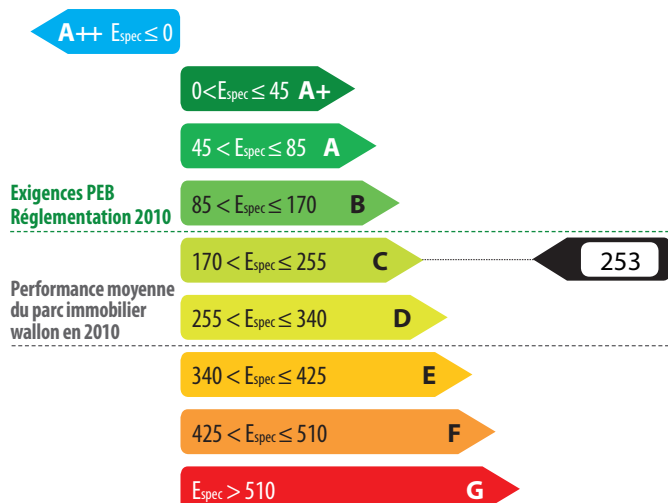 A++ Espec ≤ 0
0<Espec ≤ 45 A+
45 < Espec ≤ 85 A
Exigences PEB
Réglementation 2010
85 < Espec ≤ 170 B
170 < Espec ≤ 255 C
253
Performance moyenne
du parc immobilier
wallon en 2010
255 < Espec ≤ 340 D
340 < Espec ≤ 425 E
425 < Espec ≤ 510 F
Espec > 510 G